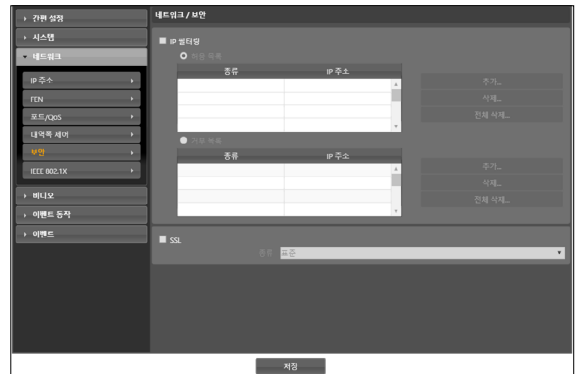 간편 설정
시스템
네트워크
IP 주소
FEN
포트/QoS
대역폭 제어
보안
IEEE 802.1X
비디오
이벤트 동작
이벤트
네트워크 / 보안
IP 필터링
허용 목록
종류 IP 주소
추가...
삭제...
전체 삭제...
거부 목록
종류 IP 주소
추가...
삭제...
전체 삭제...
SSL
종류 표준
저장